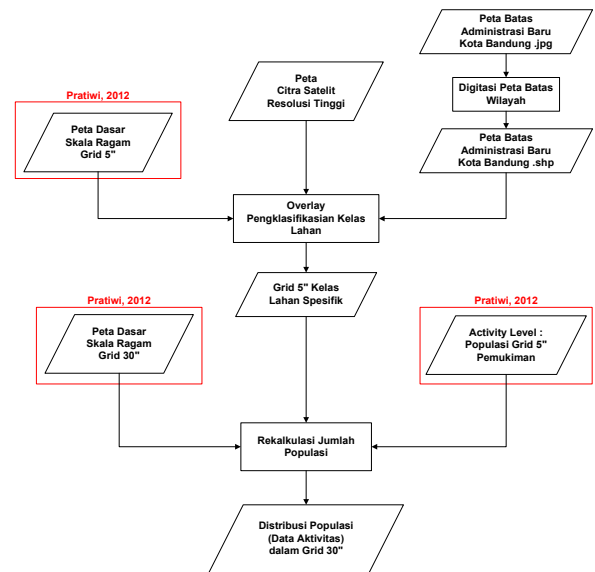 Peta Batas
Administrasi Baru
Kota Bandung .jpg
Peta
Citra Satelit
Resolusi Tinggi
Digitasi Peta Batas
Wilayah
Pratiwi, 2012
Peta Dasar
Skala Ragam
Grid 5"
Peta Batas
Administrasi Baru
Kota Bandung .shp
Overlay
Pengklasifikasian Kelas
Lahan
Grid 5" Kelas
Lahan Spesifik
Pratiwi, 2012
Peta Dasar
Skala Ragam
Grid 30"
Pratiwi, 2012
Activity Level :
Populasi Grid 5"
Pemukiman
Rekalkulasi Jumlah
Populasi
Distribusi Populasi
(Data Aktivitas)
dalam Grid 30"